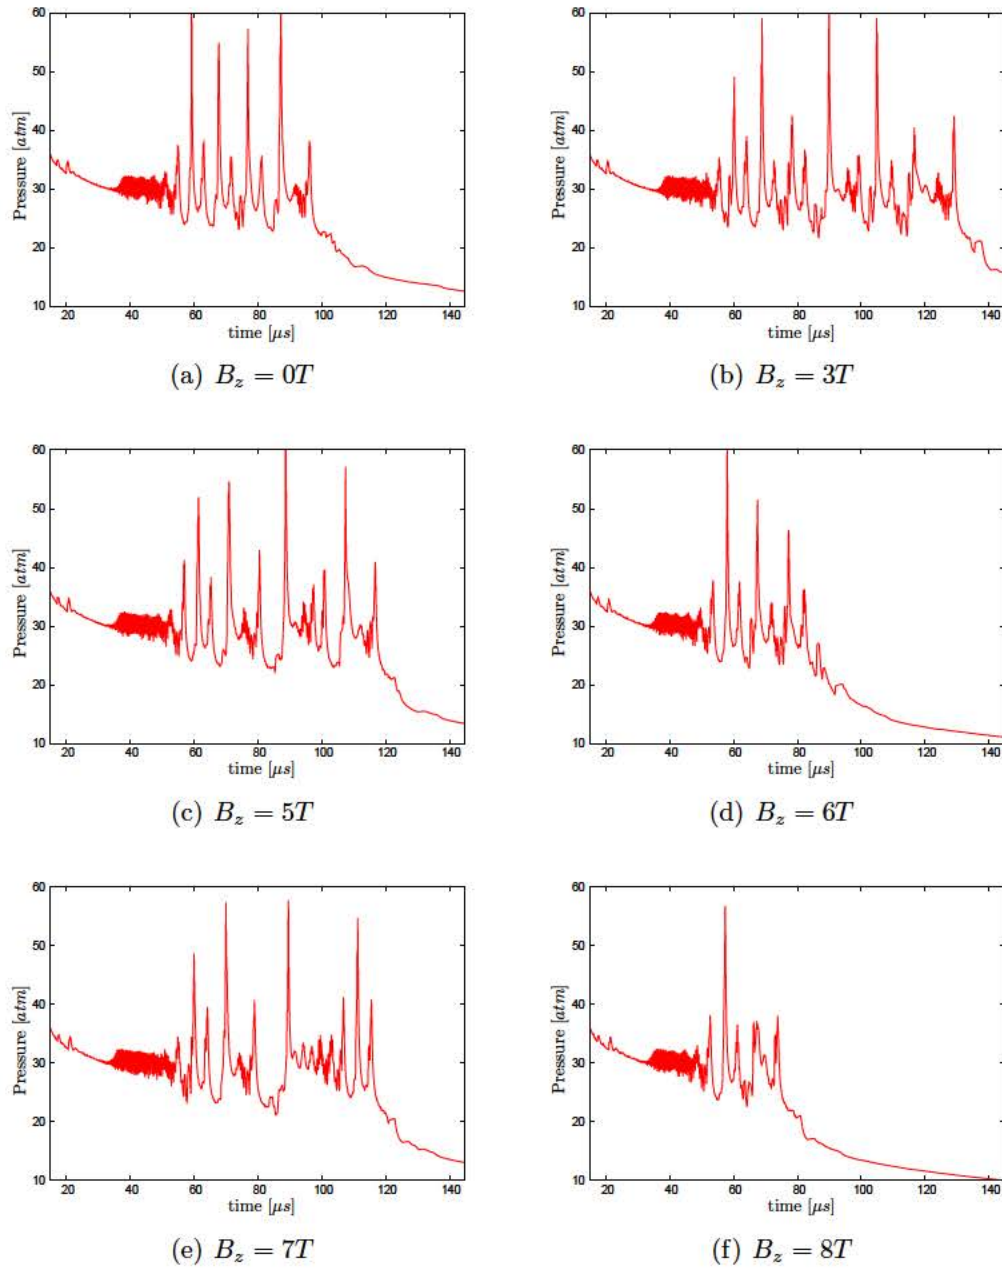 60
50
40
30
20
10
Pressure [atm]
20 40 60 80 100 120 140
time [μs]
(a) B_z = 0T
60
50
40
30
20
10
Pressure [atm]
20 40 60 80 100 120 140
time [μs]
(b) B_z = 3T
60
50
40
30
20
10
Pressure [atm]
20 40 60 80 100 120 140
time [μs]
(c) B_z = 5T
60
50
40
30
20
10
Pressure [atm]
20 40 60 80 100 120 140
time [μs]
(d) B_z = 6T
60
50
40
30
20
10
Pressure [atm]
20 40 60 80 100 120 140
time [μs]
(e) B_z = 7T
60
50
40
30
20
10
Pressure [atm]
20 40 60 80 100 120 140
time [μs]
(f) B_z = 8T